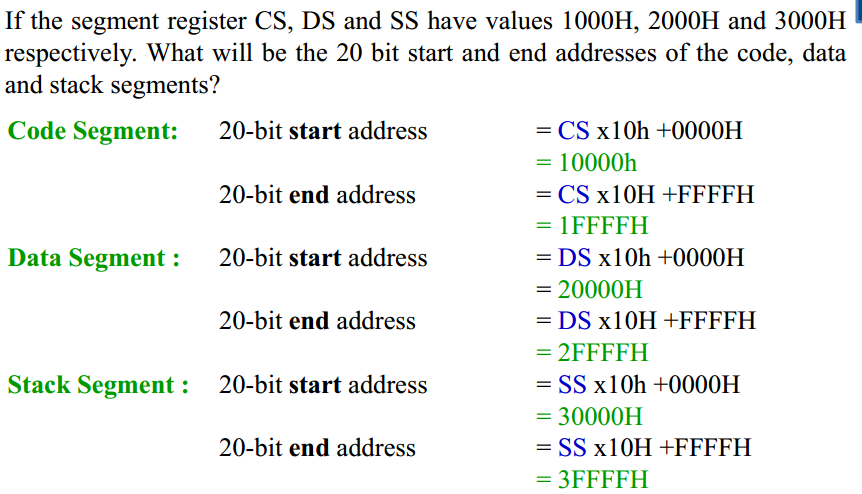 If the segment register CS, DS and SS have values 1000H, 2000H and 3000H
respectively. What will be the 20 bit start and end addresses of the code, data
and stack segments?
Code Segment: 20-bit start address = CS x10h +0000H
= 10000h
20-bit end address = CS x10H +FFFFH
= 1FFFFH
Data Segment : 20-bit start address = DS x10h +0000H
= 20000H
20-bit end address = DS x10H +FFFFH
= 2FFFFH
Stack Segment : 20-bit start address = SS x10h +0000H
= 30000H
20-bit end address = SS x10H +FFFFH
= 3FFFFH